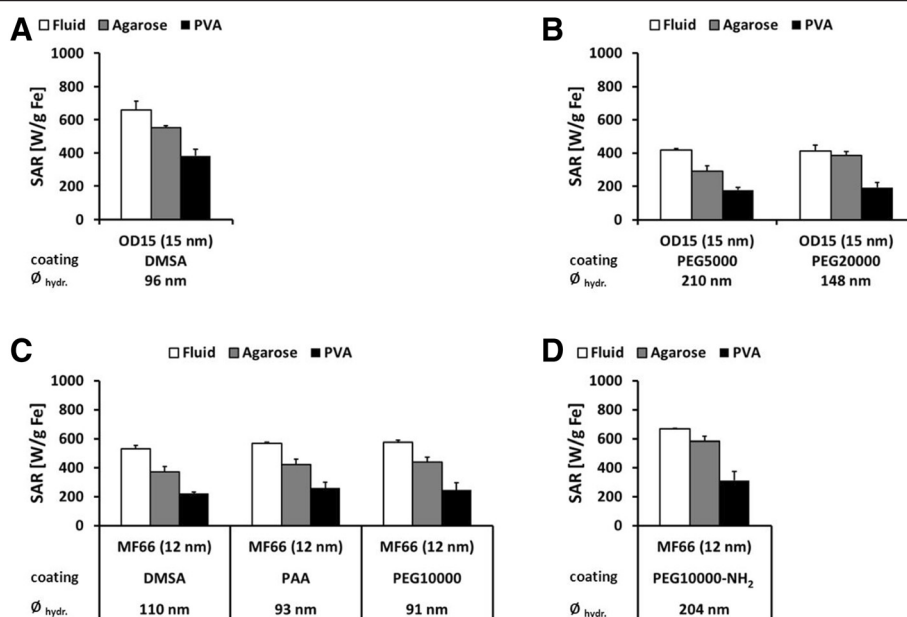 A
Fluid Agarose PVA
1000
800
600
400
200
0
SAR [W/g Fe]
OD15 (15 nm)
coating DMSA
Ø hydr. 96 nm
B
Fluid Agarose PVA
1000
800
600
400
200
0
SAR [W/g Fe]
OD15 (15 nm) OD15 (15 nm)
coating PEG5000 PEG20000
Ø hydr. 210 nm 148 nm
C
Fluid Agarose PVA
1000
800
600
400
200
0
SAR [W/g Fe]
MF66 (12 nm) MF66 (12 nm) MF66 (12 nm)
coating DMSA PAA PEG10000
Ø hydr. 110 nm 93 nm 91 nm
D
Fluid Agarose PVA
1000
800
600
400
200
0
SAR [W/g Fe]
MF66 (12 nm)
coating PEG10000-NH2
Ø hydr. 204 nm